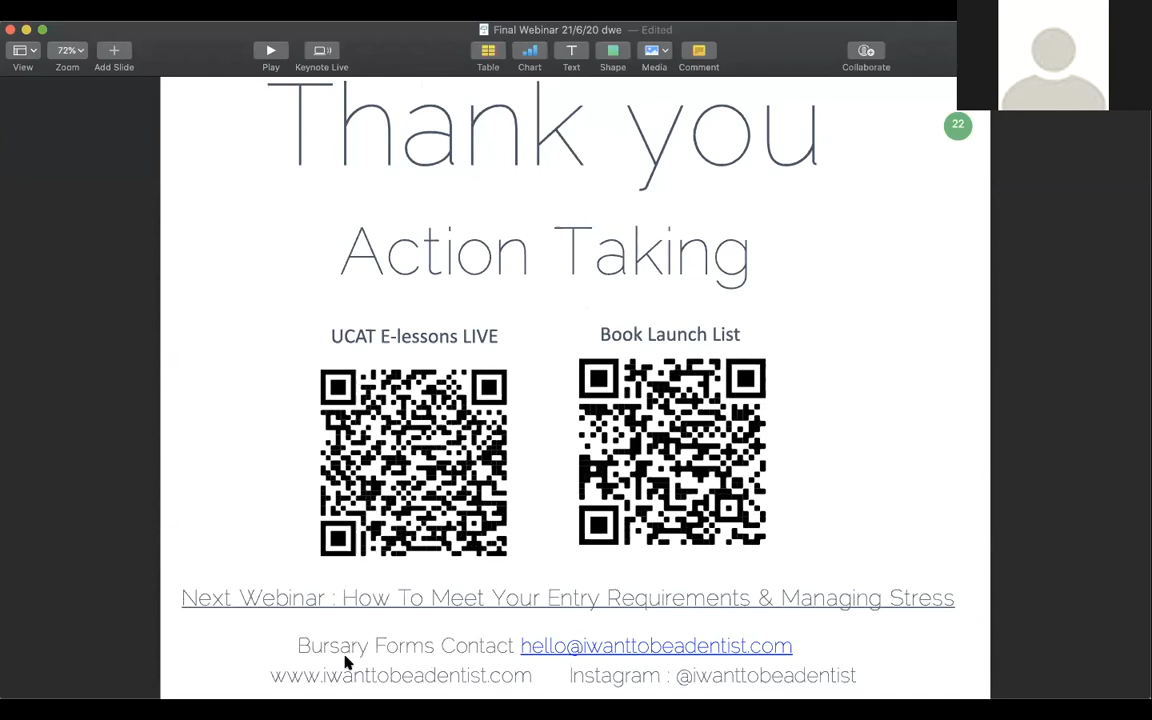 Final Webinar 21/6/20 dwe — Edited
72%
View Zoom Add Slide Play Keynote Live Table Chart Text Shape Media Comment Collaborate
22
Thank you
Action Taking
UCAT E-lessons LIVE Book Launch List
Next Webinar : How To Meet Your Entry Requirements & Managing Stress
Bursary Forms Contact hello@iwanttobeadentist.com
www.iwanttobeadentist.com Instagram : @iwanttobeadentist